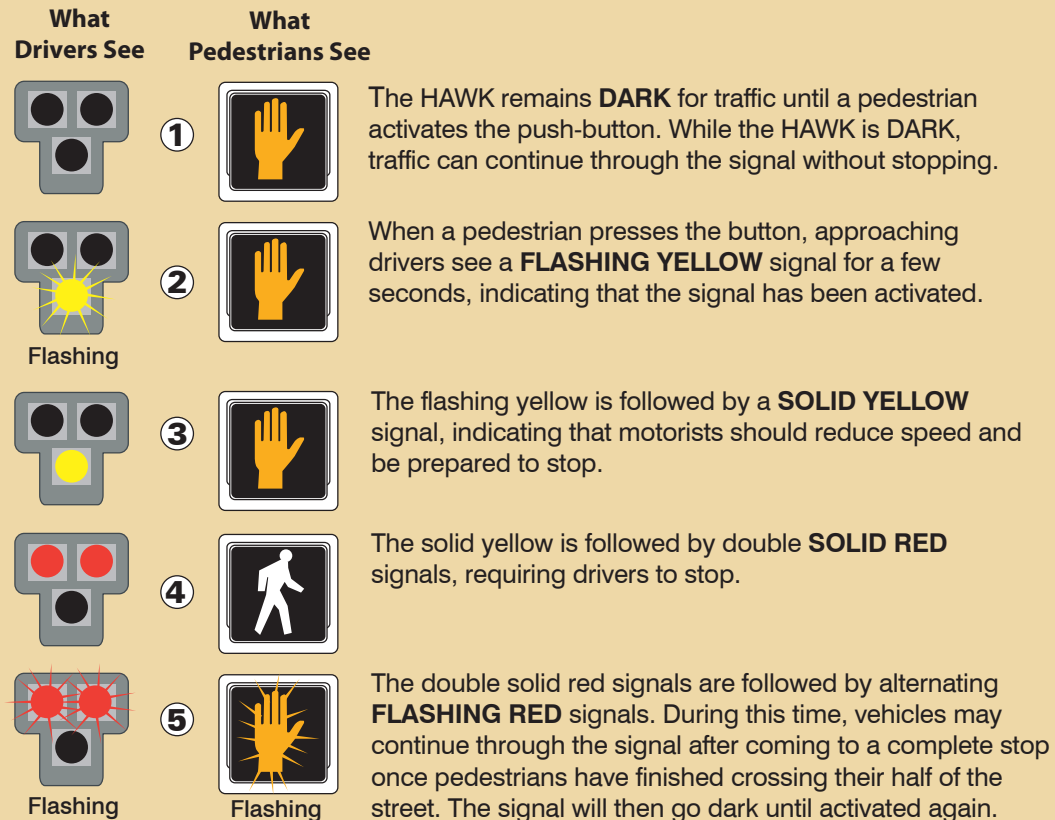 What
Drivers See
What
Pedestrians See
1
The HAWK remains DARK for traffic until a pedestrian
activates the push-button. While the HAWK is DARK,
traffic can continue through the signal without stopping.
2
When a pedestrian presses the button, approaching
drivers see a FLASHING YELLOW signal for a few
seconds, indicating that the signal has been activated.
Flashing
3
The flashing yellow is followed by a SOLID YELLOW
signal, indicating that motorists should reduce speed and
be prepared to stop.
4
The solid yellow is followed by double SOLID RED
signals, requiring drivers to stop.
5
The double solid red signals are followed by alternating
FLASHING RED signals. During this time, vehicles may
continue through the signal after coming to a complete stop
once pedestrians have finished crossing their half of the
street. The signal will then go dark until activated again.
Flashing
Flashing